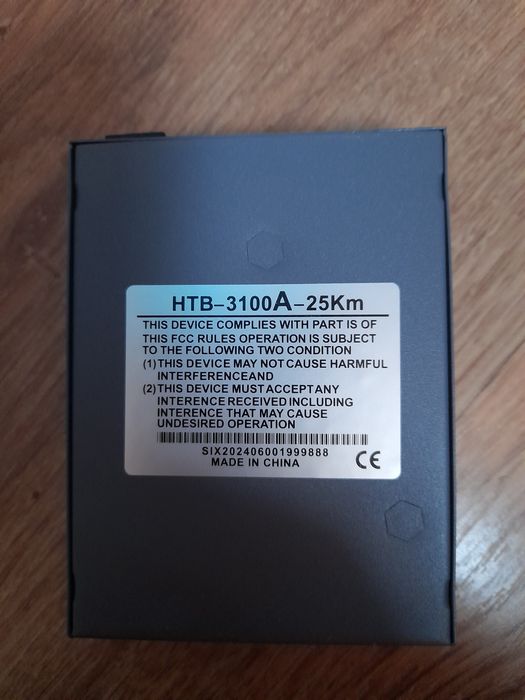 HTB-3100A-25Km
THIS DEVICE COMPLIES WITH PART IS OF
THIS FCC RULES OPERATION IS SUBJECT
TO THE FOLLOWING TWO CONDITION
(1)THIS DEVICE MAY NOT CAUSE HARMFUL
INTERFERENCEAND
(2)THIS DEVICE MUSTACCEPTANY
INTERENCE RECEIVED INCLUDING
INTERENCE THAT MAY CAUSE
UNDESIRED OPERATION
SIX202406001999888
MADE IN CHINA
CE